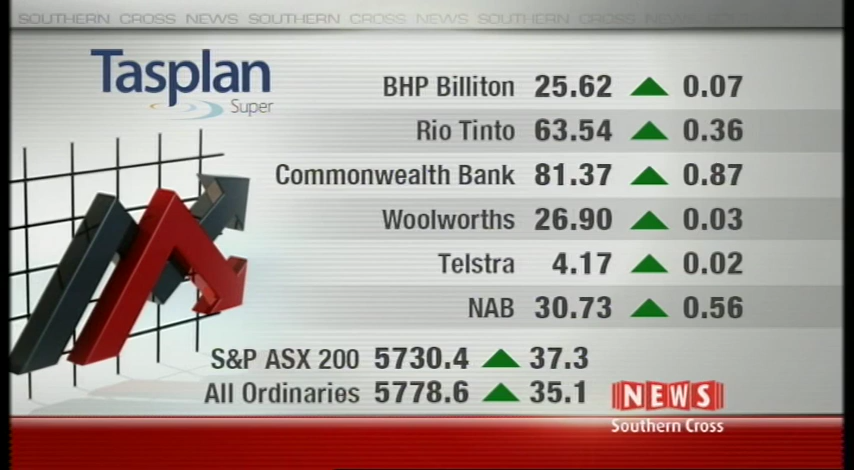 SOUTHERN CROSS NEWS SOUTHERN CROSS NEWS SOUTHERN CROSS NEWS
Tasplan
Super
BHP Billiton 25.62 ▲ 0.07
Rio Tinto 63.54 ▲ 0.36
Commonwealth Bank 81.37 ▲ 0.87
Woolworths 26.90 ▲ 0.03
Telstra 4.17 ▲ 0.02
NAB 30.73 ▲ 0.56
S&P ASX 200 5730.4 ▲ 37.3
All Ordinaries 5778.6 ▲ 35.1
NEWS
Southern Cross